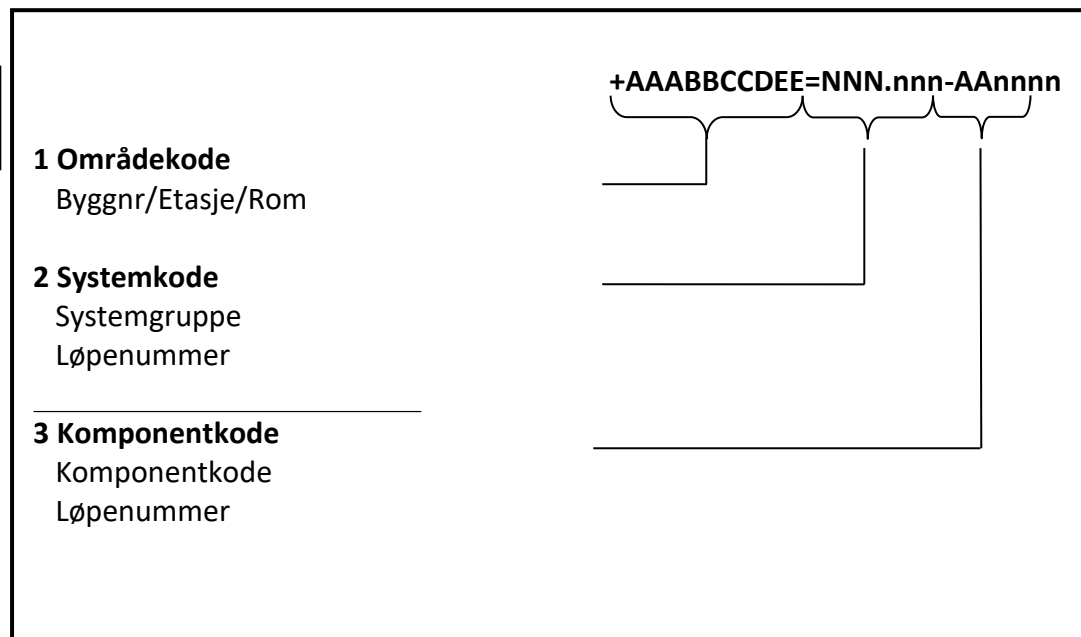 +AAABBCCDEE=NNN.nnn-AAnnnn
1 Områdekode
Byggnr/Etasje/Rom
2 Systemkode
Systemgruppe
Løpenummer
3 Komponentkode
Komponentkode
Løpenummer